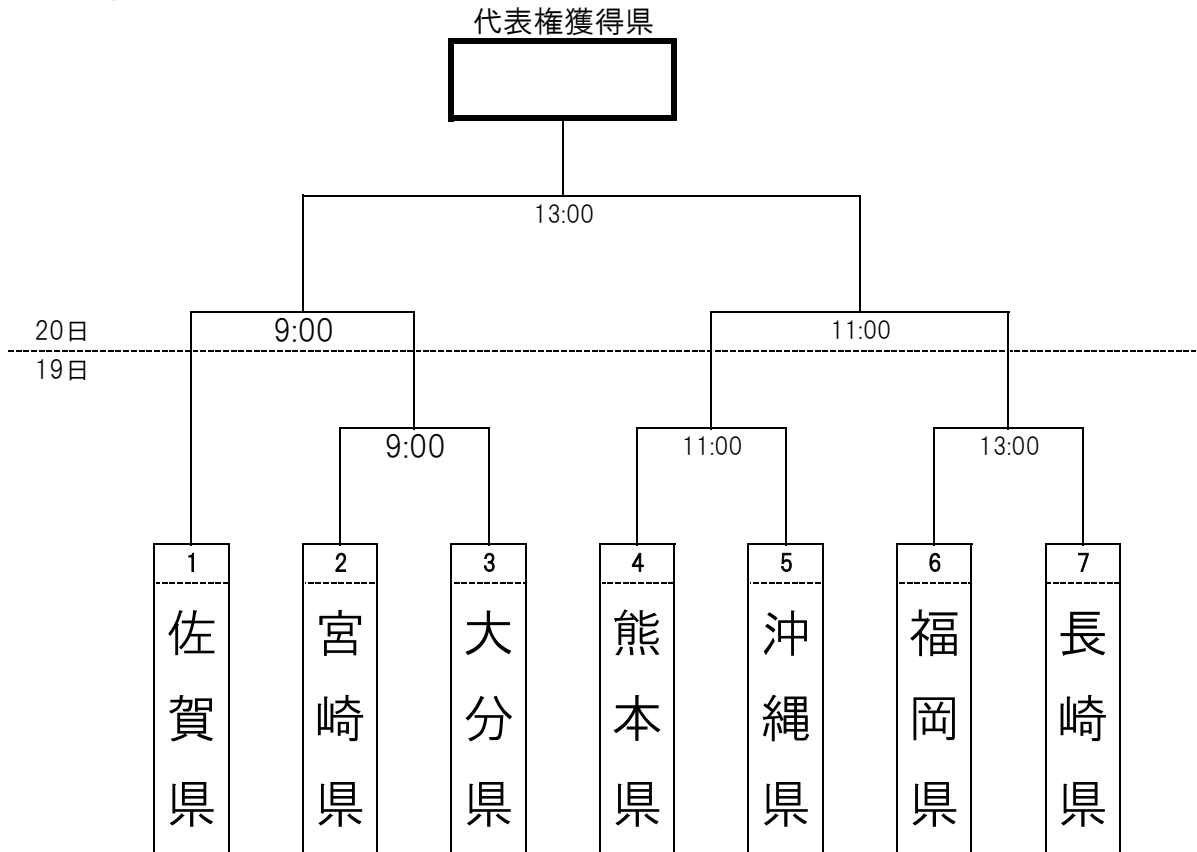 代表権獲得県
13:00
20日
9:00
11:00
19日
9:00
11:00
13:00
1
2
3
4
5
6
7
佐賀県
宮崎県
大分県
熊本県
沖縄県
福岡県
長崎県